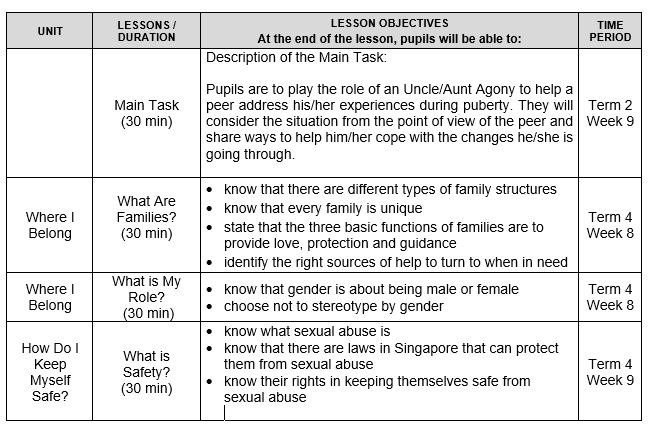 UNIT
LESSONS /
DURATION
LESSON OBJECTIVES
At the end of the lesson, pupils will be able to:
TIME
PERIOD
Main Task
(30 min)
Description of the Main Task:
Pupils are to play the role of an Uncle/Aunt Agony to help a
peer address his/her experiences during puberty. They will
consider the situation from the point of view of the peer and
share ways to help him/her cope with the changes he/she is
going through.
Term 2
Week 9
Where I
Belong
What Are
Families?
(30 min)
• know that there are different types of family structures
• know that every family is unique
• state that the three basic functions of families are to
provide love, protection and guidance
• identify the right sources of help to turn to when in need
Term 4
Week 8
Where I
Belong
What is My
Role?
(30 min)
• know that gender is about being male or female
• choose not to stereotype by gender
Term 4
Week 8
How Do I
Keep
Myself
Safe?
What is
Safety?
(30 min)
• know what sexual abuse is
• know that there are laws in Singapore that can protect
them from sexual abuse
• know their rights in keeping themselves safe from
sexual abuse
Term 4
Week 9